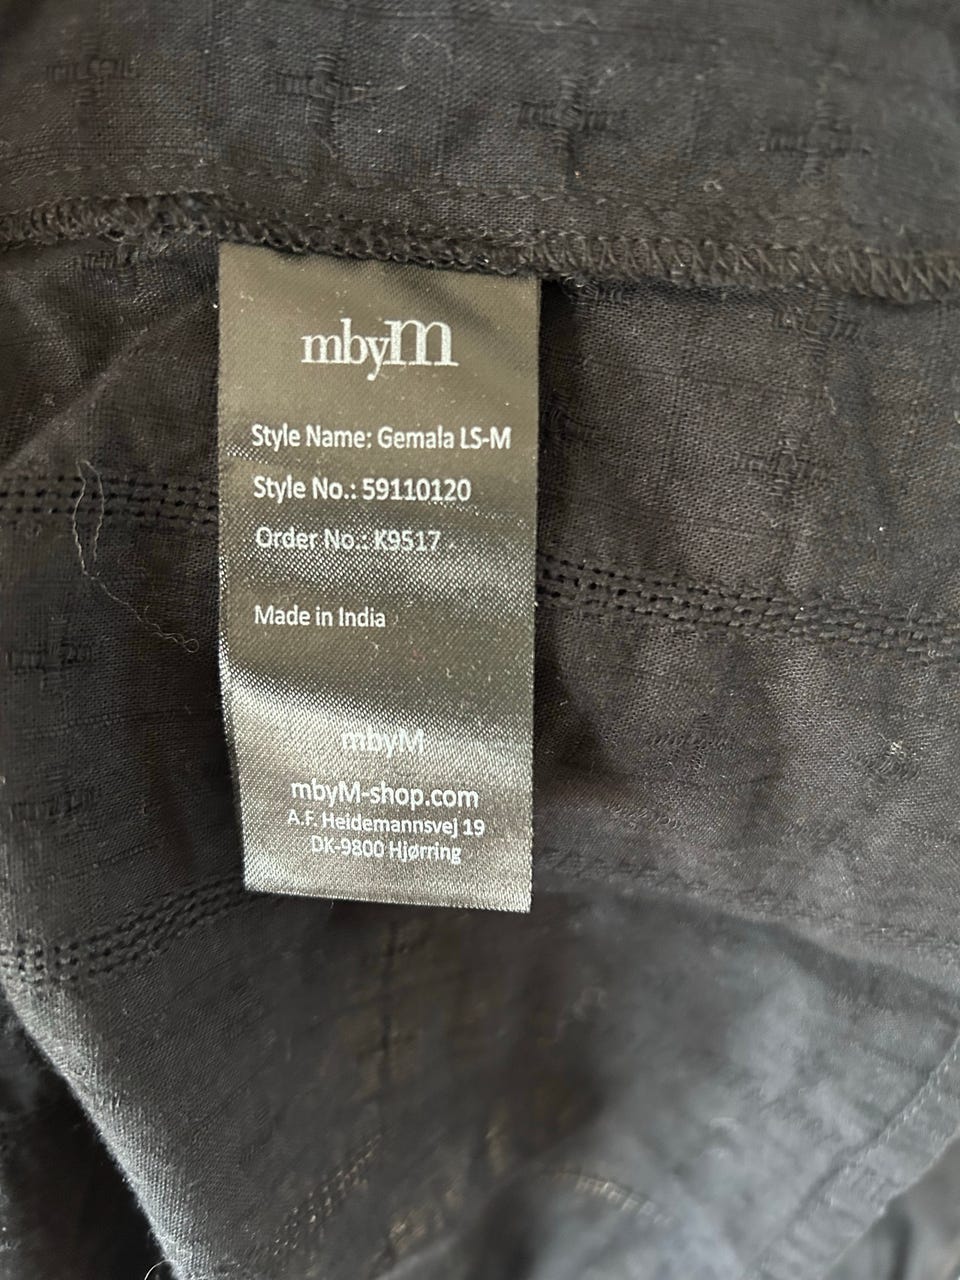 mbyM
Style Name: Gemala LS-M
Style No.: 59110120
Order No.: K9517
Made in India
mbyM
mbyM-shop.com
A.F. Heidemannsvej 19
DK-9800 Hjørring